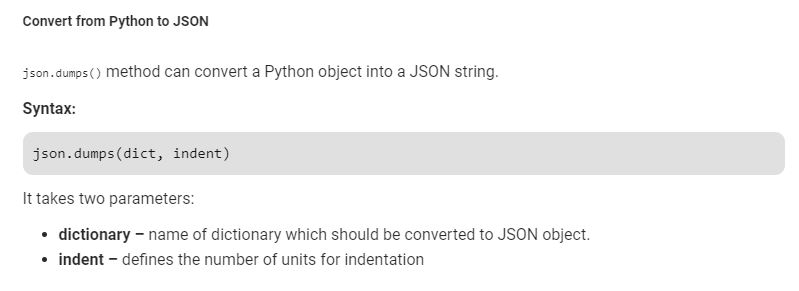 Convert from Python to JSON
json.dumps() method can convert a Python object into a JSON string.
Syntax:
json.dumps(dict, indent)
It takes two parameters:
• dictionary – name of dictionary which should be converted to JSON object.
• indent – defines the number of units for indentation